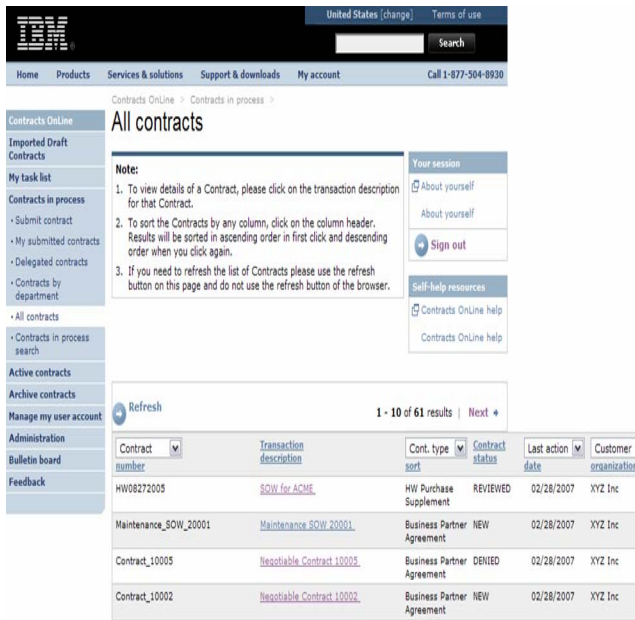 United States [change] Terms of use
IBM®
Search
Home Products Services & solutions Support & downloads My account Call 1-877-504-8930
Contracts OnLine > Contracts in process >
All contracts
Contracts OnLine
Imported Draft
Contracts
My task list
Contracts in process
• Submit contract
• My submitted contracts
• Delegated contracts
• Contracts by
department
• All contracts
• Contracts in process
search
Active contracts
Archive contracts
Manage my user account
Administration
Bulletin board
Feedback
Note:
1. To view details of a Contract, please click on the transaction description
for that Contract.
2. To sort the Contracts by any column, click on the column header.
Results will be sorted in ascending order in first click and descending
order when you click again.
3. If you need to refresh the list of Contracts please use the refresh
button on this page and do not use the refresh button of the browser.
Your session
About yourself
About yourself
Sign out
Self-help resources
Contracts OnLine help
Contracts OnLine help
Refresh 1 - 10 of 61 results | Next
Contract Transaction Cont. type Contract Last action Customer
number description sort status date organization
HW08272005 SOW for ACME HW Purchase REVIEWED 02/28/2007 XYZ Inc
Supplement
Maintenance_SOW_20001 Maintenance SOW 20001 Business Partner NEW 02/28/2007 XYZ Inc
Agreement
Contract_10005 Negotiable Contract 10005 Business Partner DENIED 02/28/2007 XYZ Inc
Agreement
Contract_10002 Negotiable Contract 10002 Business Partner NEW 02/28/2007 XYZ Inc
Agreement